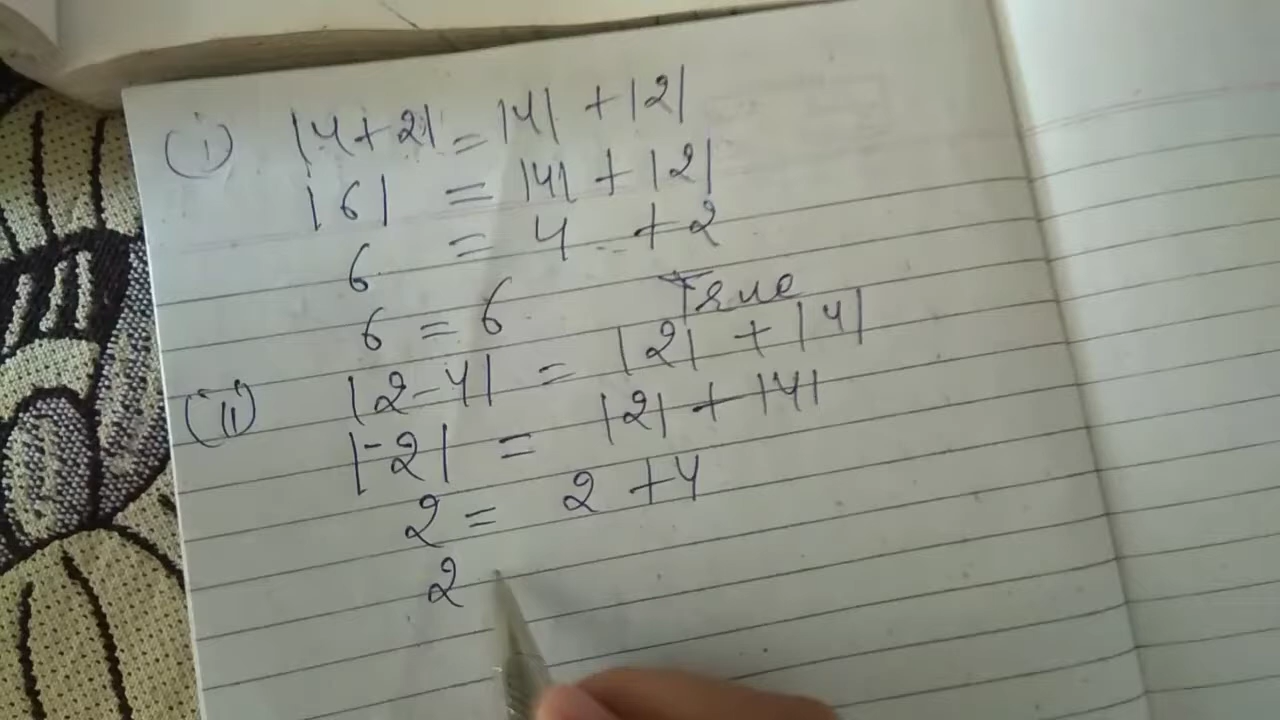 (i) |4+2| = |4| + |2|
|6| = |4| + |2|
6 = 4 + 2
6 = 6 True
(ii) |2-4| = |2| + |4|
|-2| = |2| + |4|
2 = 2 + 4
2